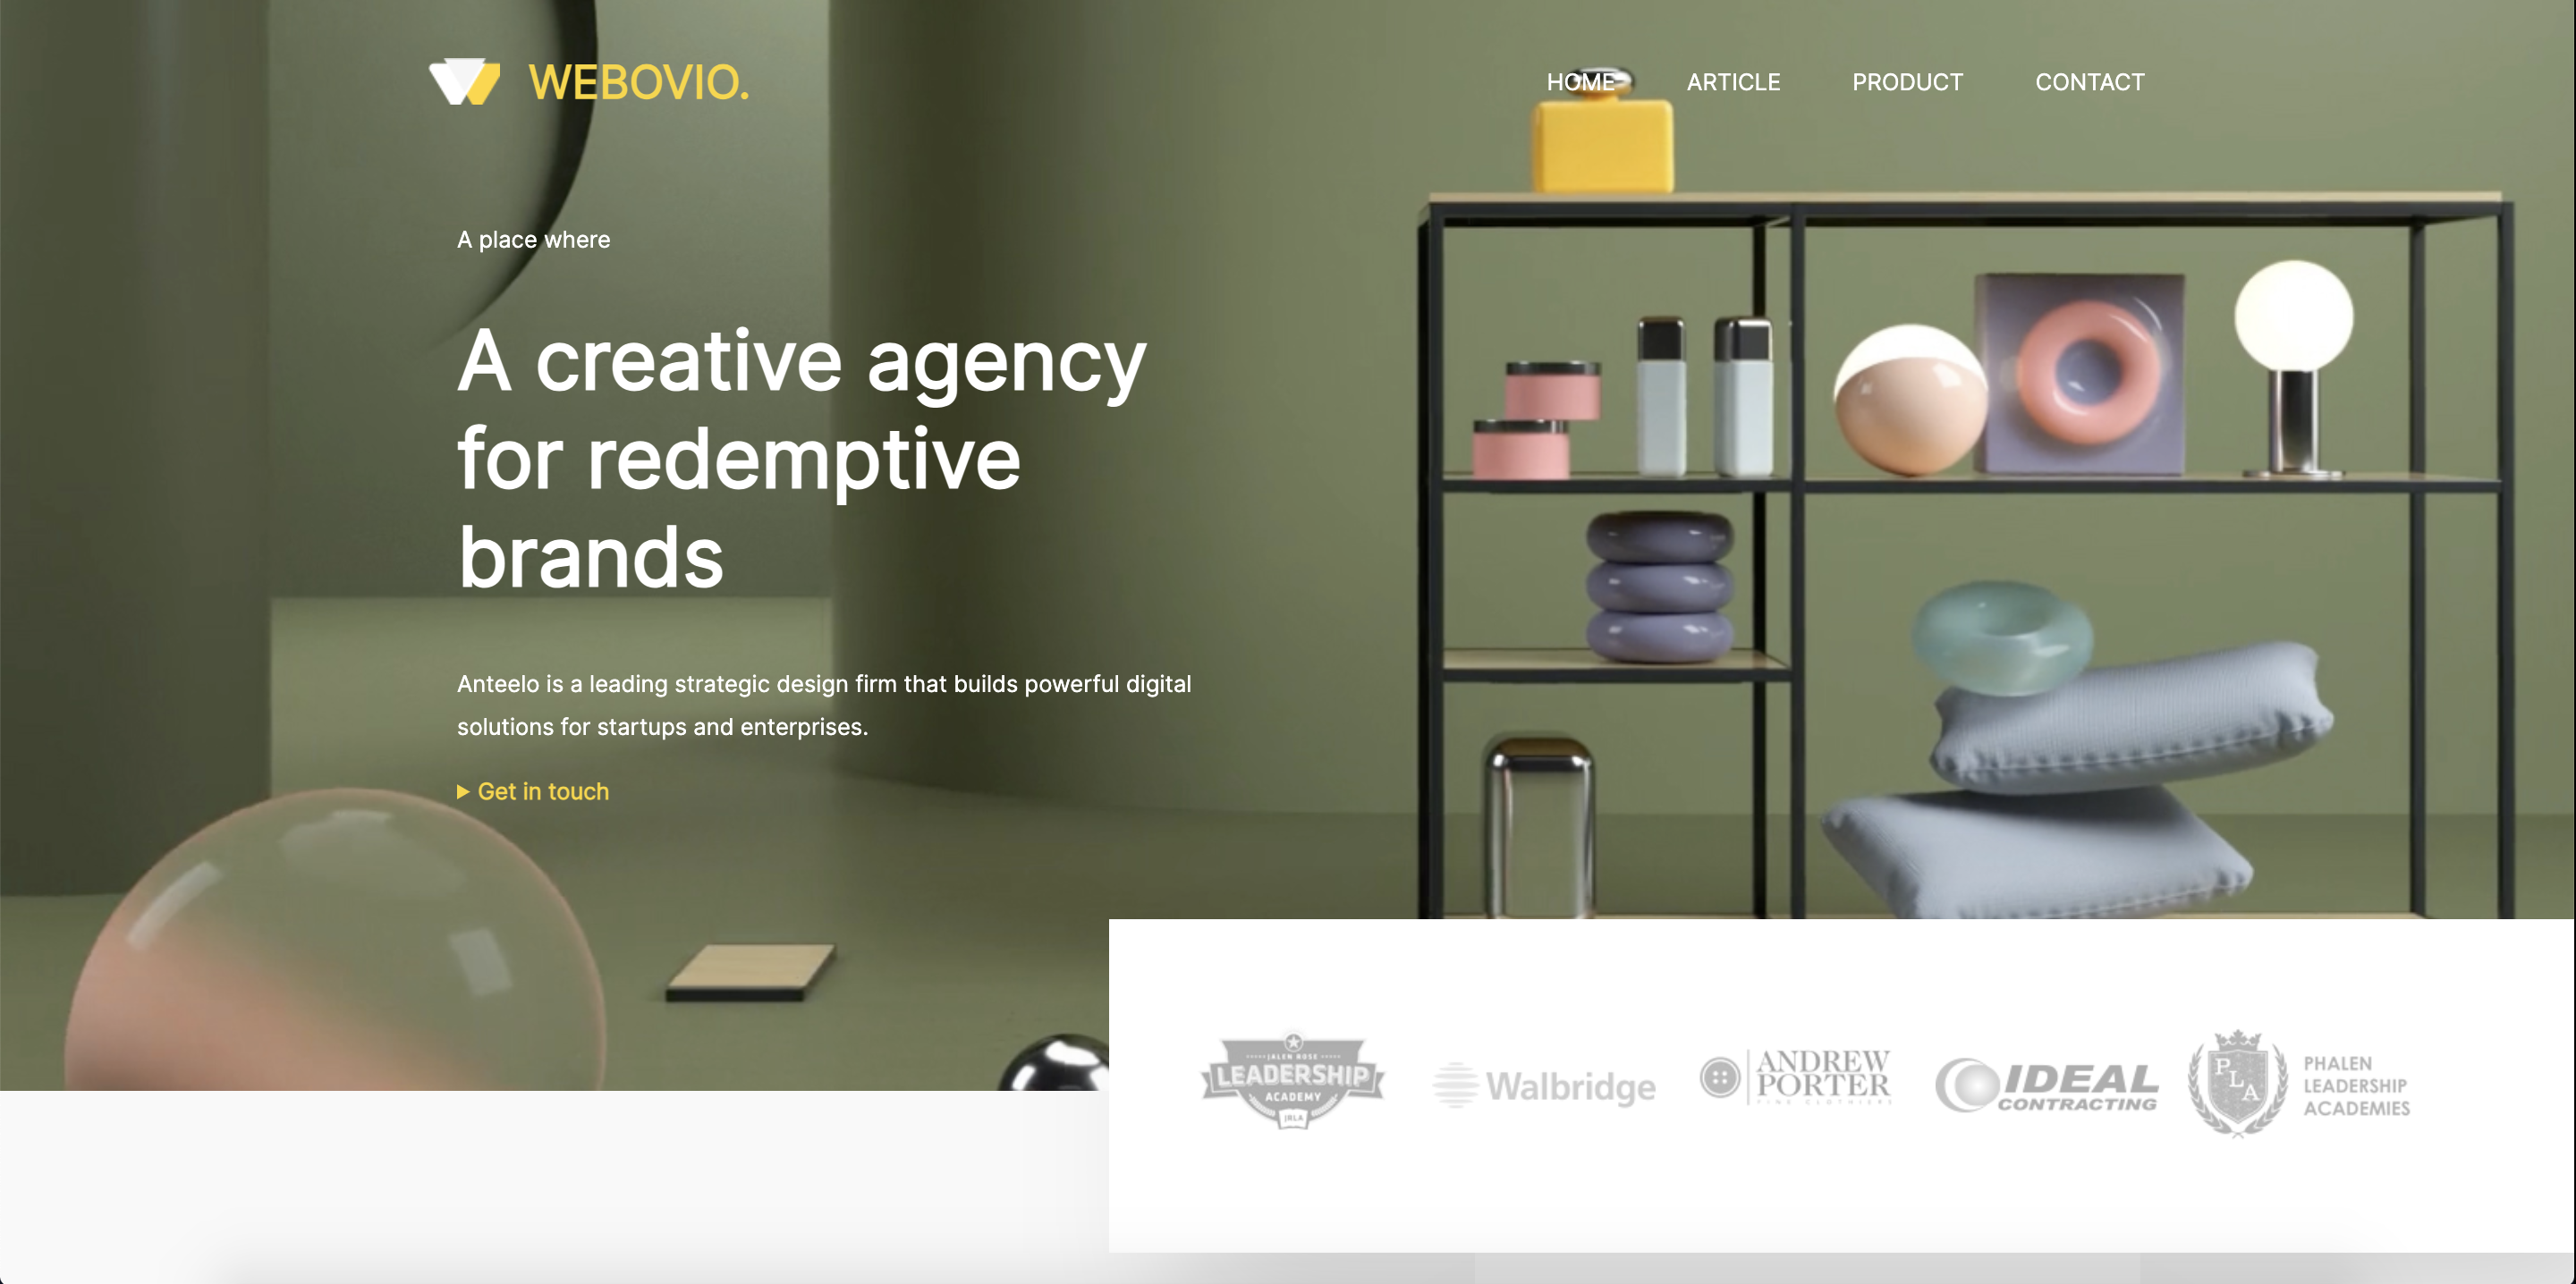 WEBOVIO.
HOME ARTICLE PRODUCT CONTACT
A place where
A creative agency
for redemptive
brands
Anteelo is a leading strategic design firm that builds powerful digital
solutions for startups and enterprises.
Get in touch
JALEN ROSE
LEADERSHIP
ACADEMY
JRLA
Walbridge
ANDREW
PORTER
FINE CLOTHIERS
IDEAL
CONTRACTING
PLA
PHALEN
LEADERSHIP
ACADEMIES